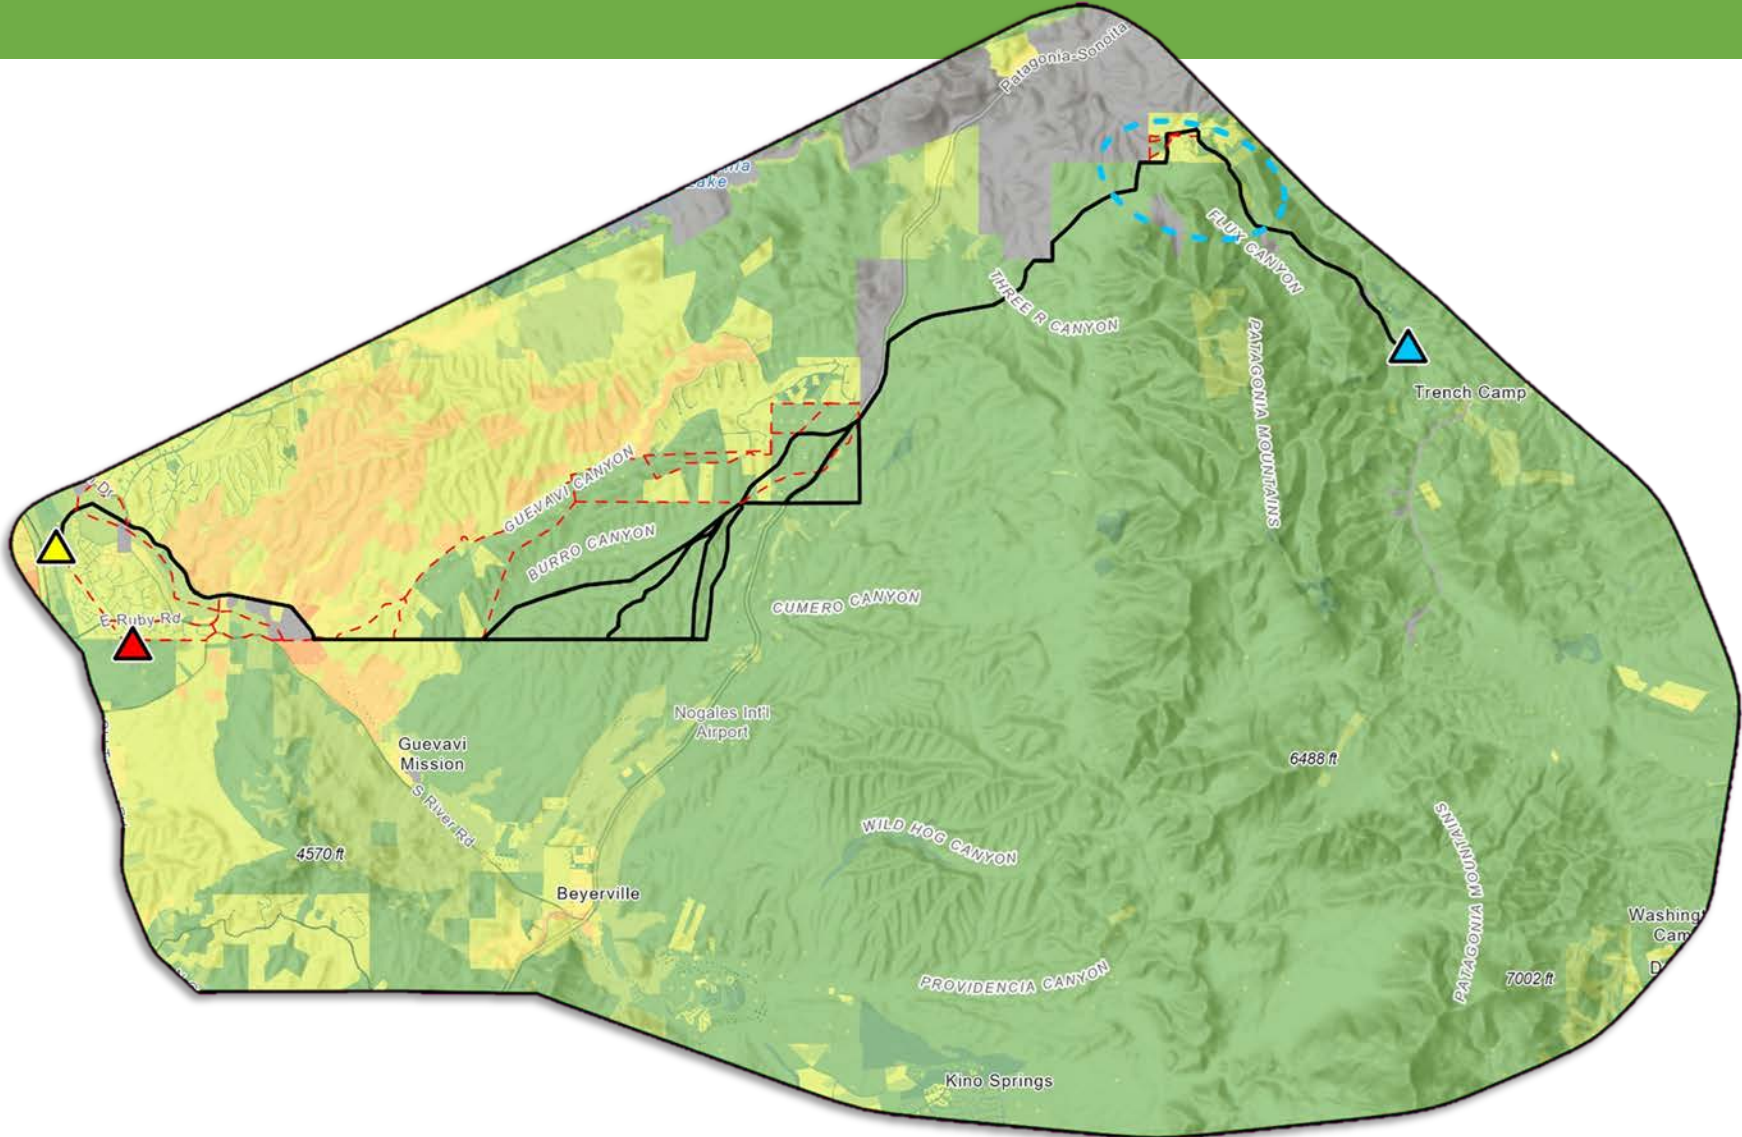 Patagonia-Sonoita
Lake
FLUX CANYON
THREE R CANYON
PATAGONIA MOUNTAINS
Trench Camp
GUEVAVI CANYON
Dr
BURRO CANYON
CUMERO CANYON
E Ruby Rd
Nogales Int'l
Airport
Guevavi
Mission
6488 ft
S River Rd
WILD HOG CANYON
4570 ft
PATAGONIA MOUNTAINS
Beyerville
PROVIDENCIA CANYON
7002 ft
Kino Springs